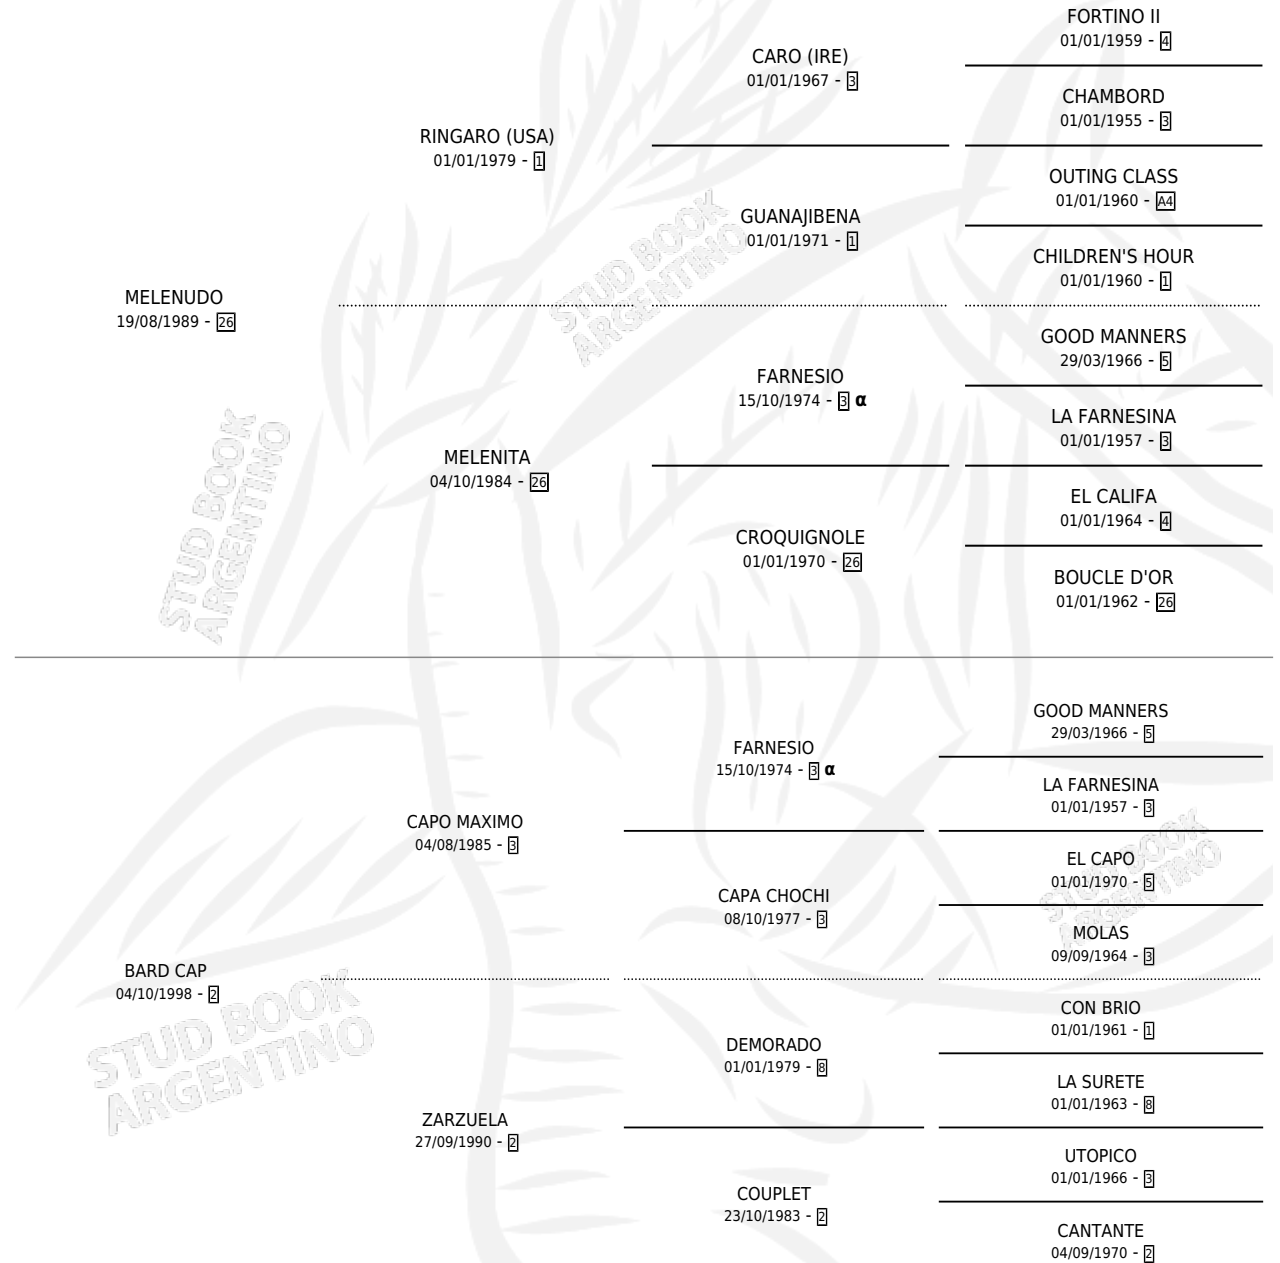 FORTINO II
01/01/1959 - 4
CARO (IRE)
01/01/1967 - 3
CHAMBORD
01/01/1955 - 3
RINGARO (USA)
01/01/1979 - 1
OUTING CLASS
01/01/1960 - A4
GUANAJIBENA
01/01/1971 - 1
CHILDREN'S HOUR
01/01/1960 - 1
MELENUDO
19/08/1989 - 26
GOOD MANNERS
29/03/1966 - 5
FARNESIO
15/10/1974 - 3 α
LA FARNESINA
01/01/1957 - 3
MELENITA
04/10/1984 - 26
EL CALIFA
01/01/1964 - 4
CROQUIGNOLE
01/01/1970 - 26
BOUCLE D'OR
01/01/1962 - 26
GOOD MANNERS
29/03/1966 - 5
FARNESIO
15/10/1974 - 3 α
LA FARNESINA
01/01/1957 - 3
CAPO MAXIMO
04/08/1985 - 3
EL CAPO
01/01/1970 - 5
CAPA CHOCHI
08/10/1977 - 3
MOLAS
09/09/1964 - 3
BARD CAP
04/10/1998 - 2
CON BRIO
01/01/1961 - 1
DEMORADO
01/01/1979 - 8
LA SURETE
01/01/1963 - 8
ZARZUELA
27/09/1990 - 2
UTOPICO
01/01/1966 - 3
COUPLET
23/10/1983 - 2
CANTANTE
04/09/1970 - 2
STUD BOOK
ARGENTINO
STUD BOOK
ARGENTINO
STUD BOOK
ARGENTINO
STUD BOOK
ARGENTINO